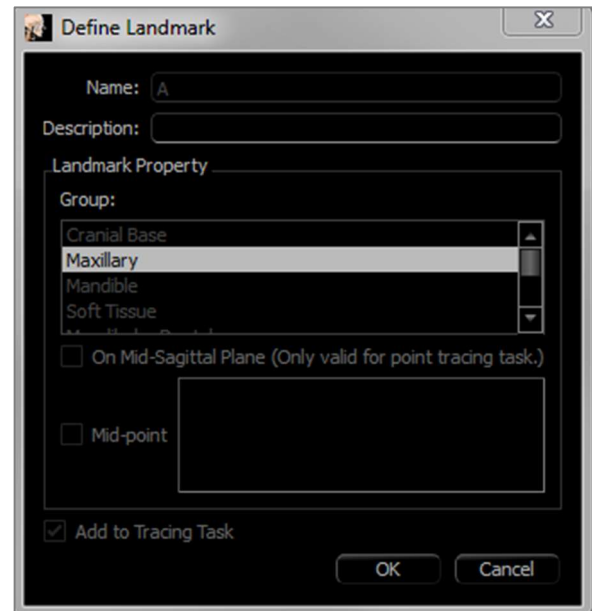 Define Landmark
Name: A
Description:
Landmark Property
Group:
Cranial Base
Maxillary
Mandible
Soft Tissue
On Mid-Sagittal Plane (Only valid for point tracing task.)
Mid-point
Add to Tracing Task
OK Cancel